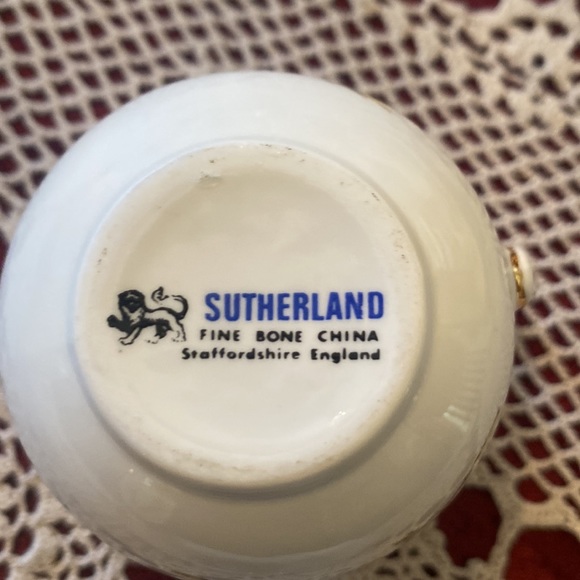 SUTHERLAND
FINE BONE CHINA
Staffordshire England